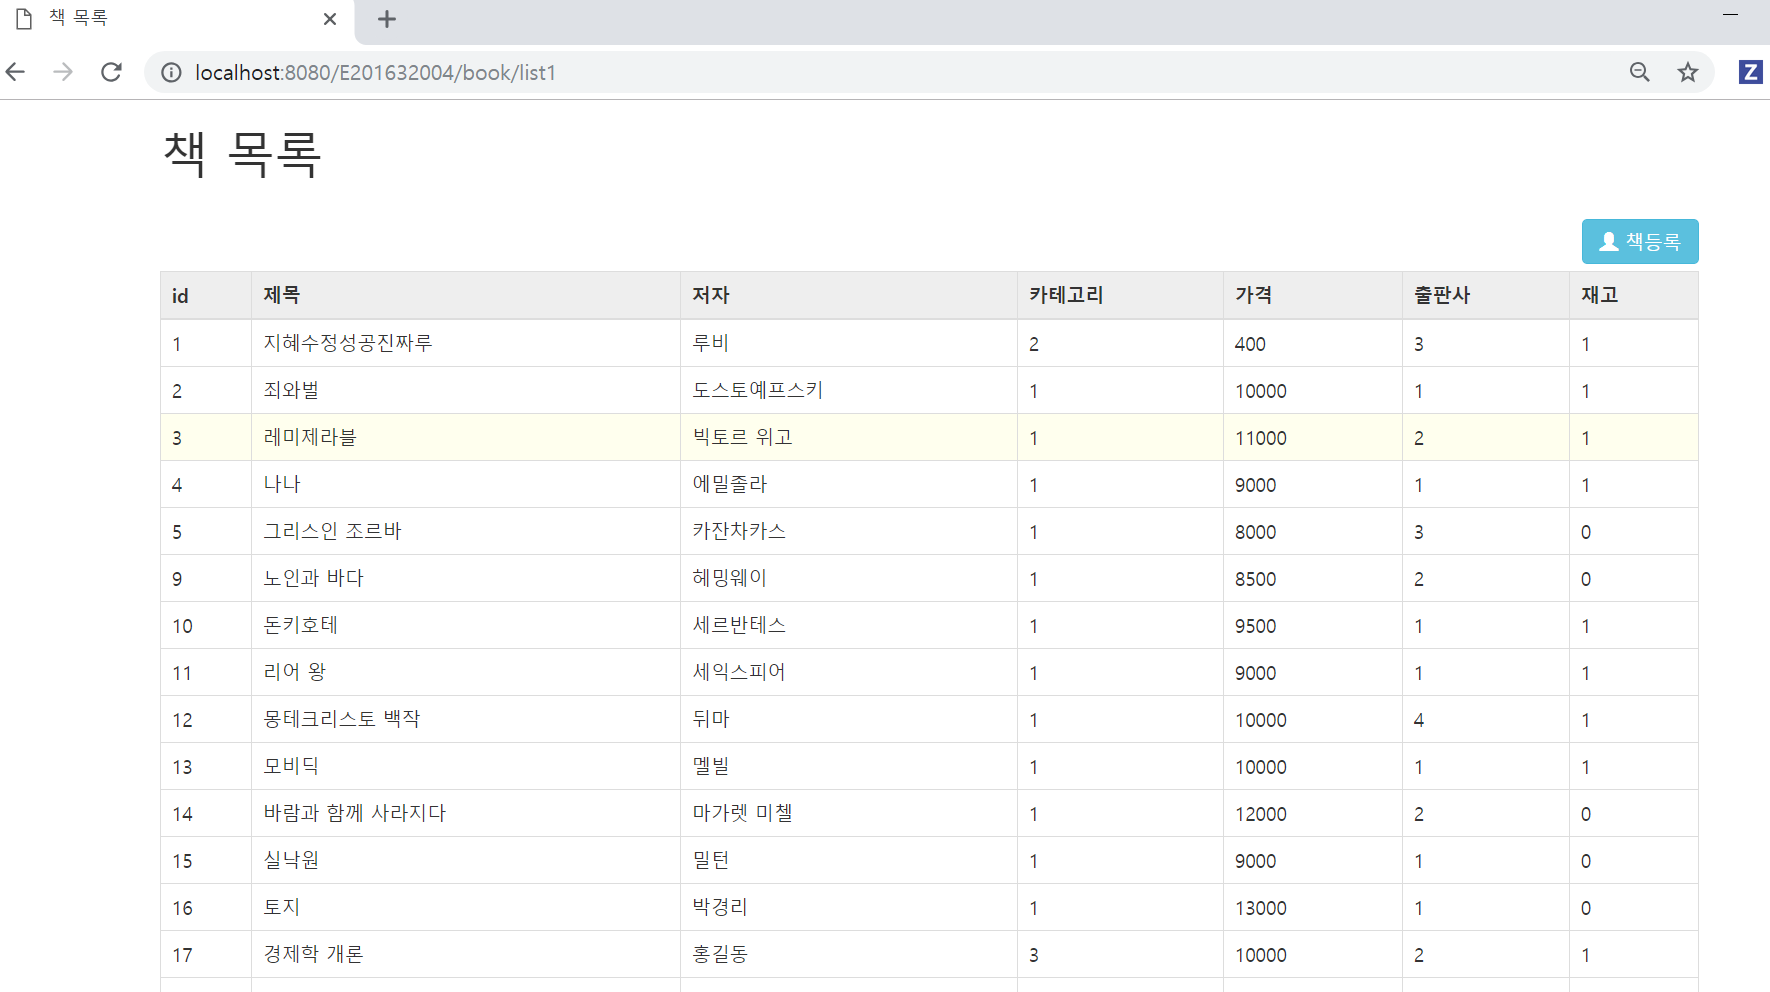 책 목록
localhost:8080/E201632004/book/list1
Z
책 목록
책등록
id 제목 저자 카테고리 가격 출판사 재고
1 지혜수정성공진짜루 루비 2 400 3 1
2 죄와벌 도스토예프스키 1 10000 1 1
3 레미제라블 빅토르 위고 1 11000 2 1
4 나나 에밀졸라 1 9000 1 1
5 그리스인 조르바 카잔차카스 1 8000 3 0
9 노인과 바다 헤밍웨이 1 8500 2 0
10 돈키호테 세르반테스 1 9500 1 1
11 리어 왕 세익스피어 1 9000 1 1
12 몽테크리스토 백작 뒤마 1 10000 4 1
13 모비딕 멜빌 1 10000 1 1
14 바람과 함께 사라지다 마가렛 미첼 1 12000 2 0
15 실낙원 밀턴 1 9000 1 0
16 토지 박경리 1 13000 1 0
17 경제학 개론 홍길동 3 10000 2 1